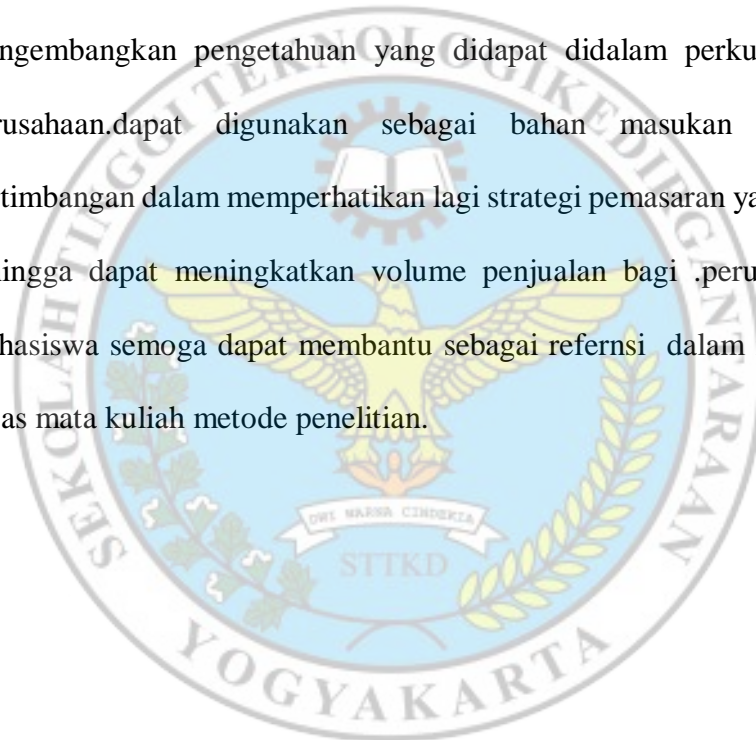 ngembangkan pengetahuan yang didapat didalam perku
rusahaan.dapat digunakan sebagai bahan masukan
timbangan dalam memperhatikan lagi strategi pemasaran ya
ingga dapat meningkatkan volume penjualan bagi .peru
hasiswa semoga dapat membantu sebagai refernsi dalam
as mata kuliah metode penelitian.
SEKOLAH TINGGI TEKNOLOGI KEDIRGANTARAAN
DWI WARNA CINDEKIA
STTKD
YOGYAKARTA